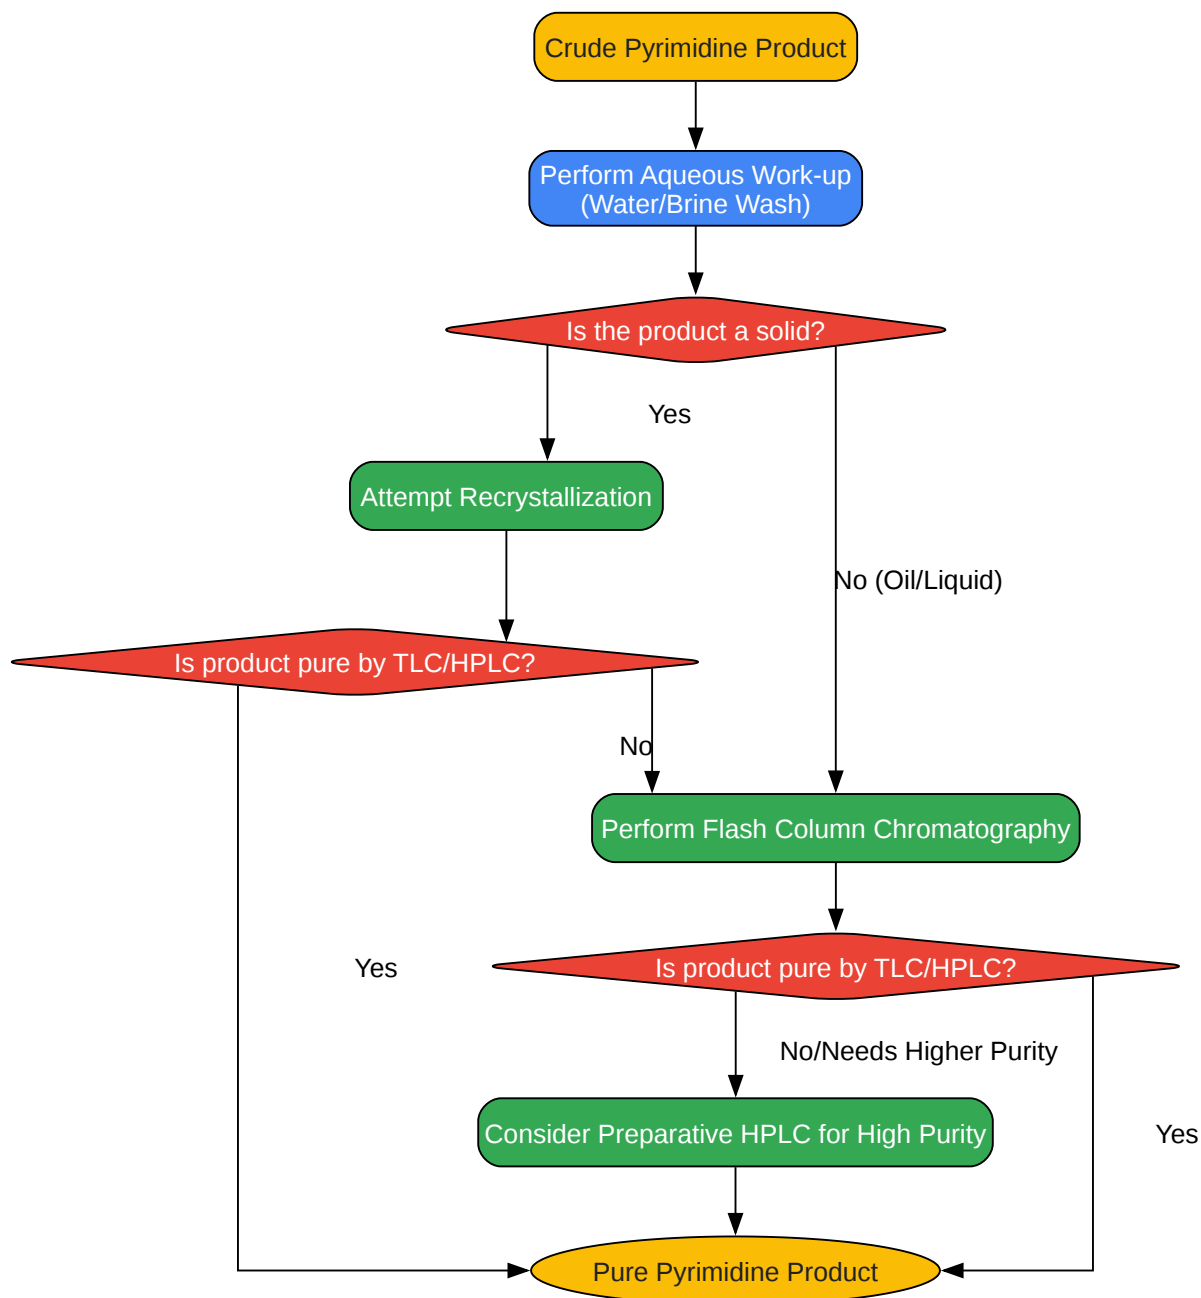 Crude Pyrimidine Product
Perform Aqueous Work-up
(Water/Brine Wash)
Is the product a solid?
Yes
Attempt Recrystallization
No (Oil/Liquid)
Is product pure by TLC/HPLC?
No
Perform Flash Column Chromatography
Yes
Is product pure by TLC/HPLC?
No/Needs Higher Purity
Consider Preparative HPLC for High Purity
Yes
Pure Pyrimidine Product